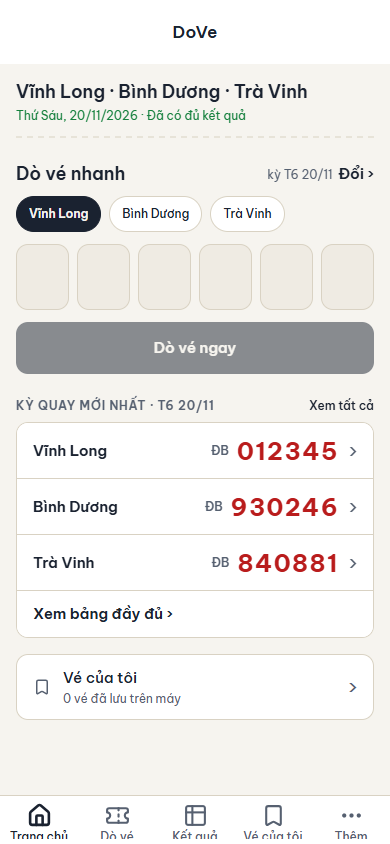 DoVe
Vĩnh Long · Bình Dương · Trà Vinh
Thứ Sáu, 20/11/2026 · Đã có đủ kết quả
Dò vé nhanh
kỳ T6 20/11 Đổi ›
Vĩnh Long Bình Dương Trà Vinh
Dò vé ngay
KỲ QUAY MỚI NHẤT · T6 20/11 Xem tất cả
Vĩnh Long ĐB 012345 ›
Bình Dương ĐB 930246 ›
Trà Vinh ĐB 840881 ›
Xem bảng đầy đủ ›
Vé của tôi
0 vé đã lưu trên máy
Trang chủ Dò vé Kết quả Vé của tôi Thêm